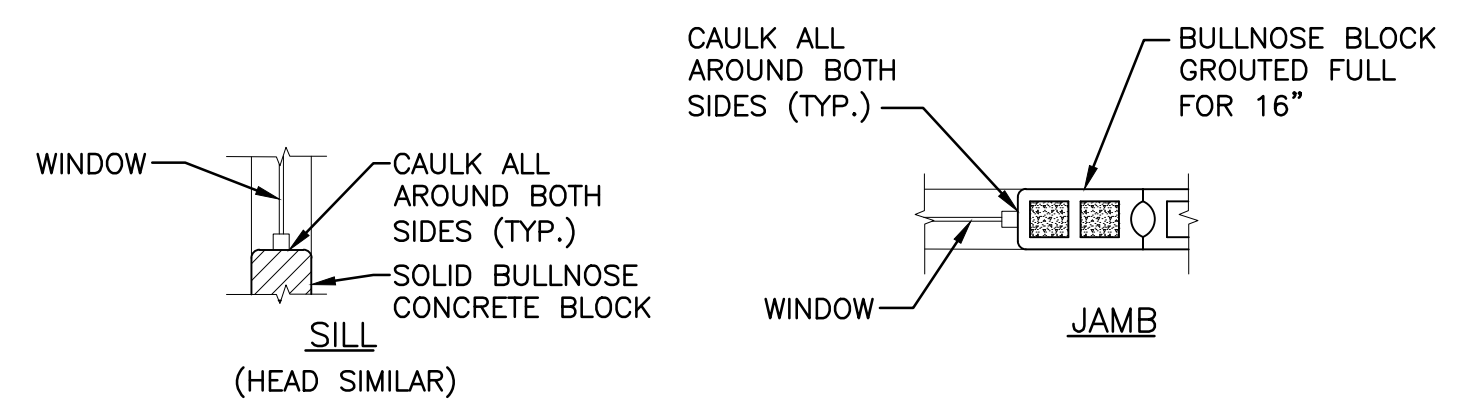 WINDOW
CAULK ALL
AROUND BOTH
SIDES (TYP.)
SOLID BULLNOSE
CONCRETE BLOCK
SILL
(HEAD SIMILAR)
CAULK ALL
AROUND BOTH
SIDES (TYP.)
BULLNOSE BLOCK
GROUTED FULL
FOR 16"
WINDOW
JAMB